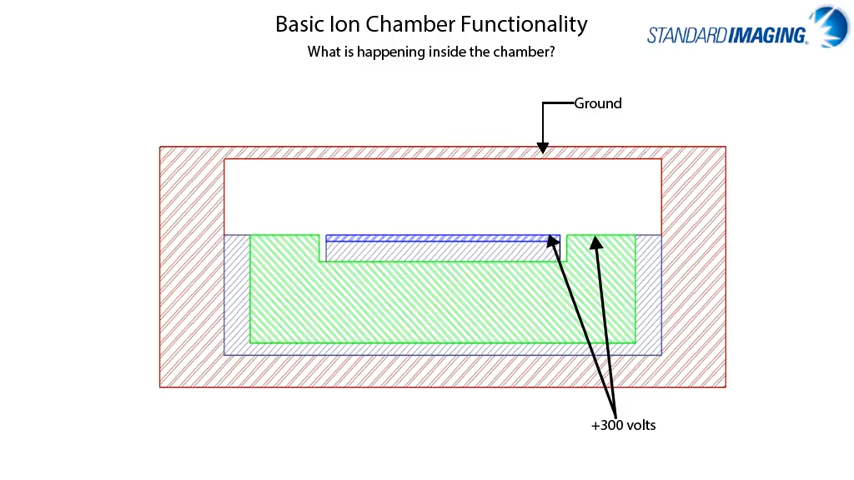 Basic Ion Chamber Functionality
What is happening inside the chamber?
STANDARD IMAGING
Ground
+300 volts